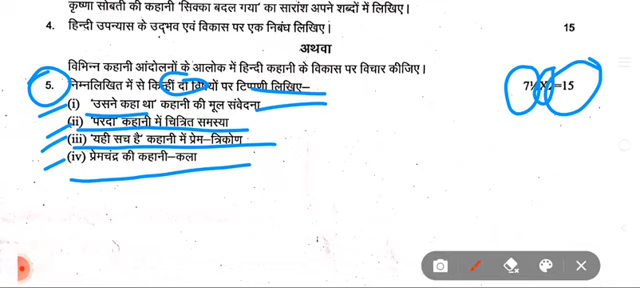 कृष्णा सोबती की कहानी 'सिक्का बदल गया' का सारांश अपने शब्दों में लिखिए।
4. हिन्दी उपन्यास के उद्भव एवं विकास पर एक निबंध लिखिए। 15
अथवा
विभिन्न कहानी आंदोलनों के आलोक में हिन्दी कहानी के विकास पर विचार कीजिए।
5. निम्नलिखित में से किन्हीं दो विषयों पर टिप्पणी लिखिए– 7½X2=15
(i) 'उसने कहा था' कहानी की मूल संवेदना
(ii) 'परदा' कहानी में चित्रित समस्या
(iii) 'यही सच है' कहानी में प्रेम–त्रिकोण
(iv) प्रेमचंद्र की कहानी–कला